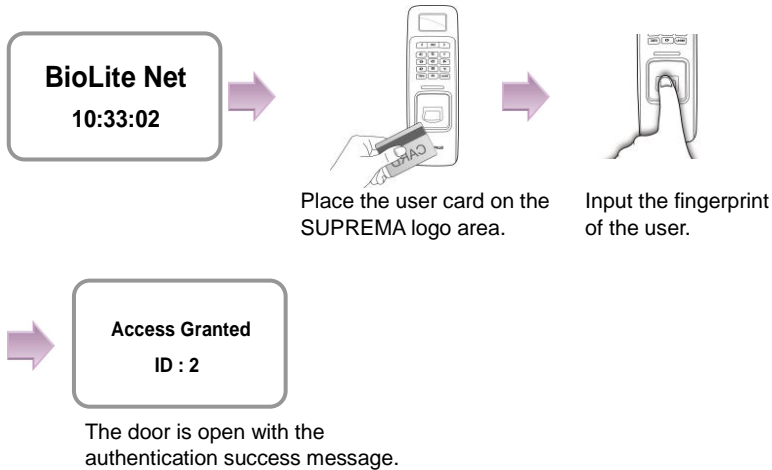 BioLite Net
10:33:02
CARD
Place the user card on the
SUPREMA logo area.
Input the fingerprint
of the user.
Access Granted
ID : 2
The door is open with the
authentication success message.